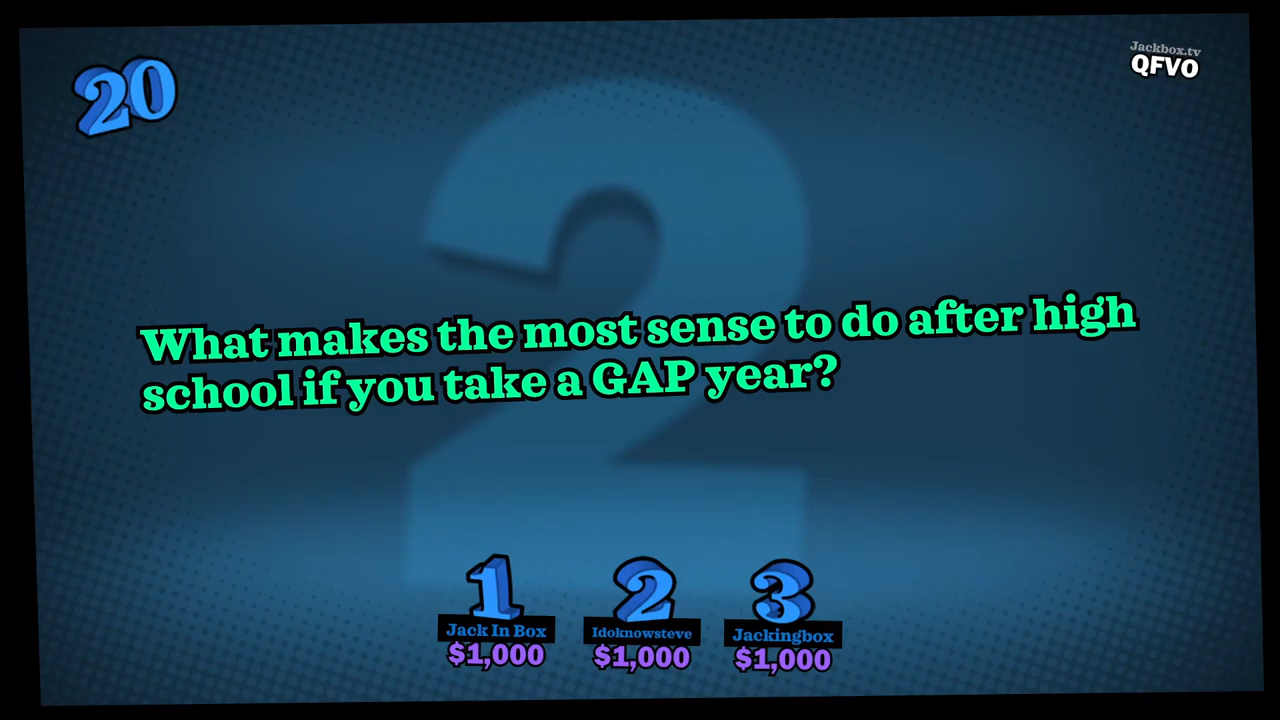 20
Jackbox.tv
QFVO
What makes the most sense to do after high
school if you take a GAP year?
2
1 2 3
Jack In Box Idoknowsteve Jackingbox
$1,000 $1,000 $1,000